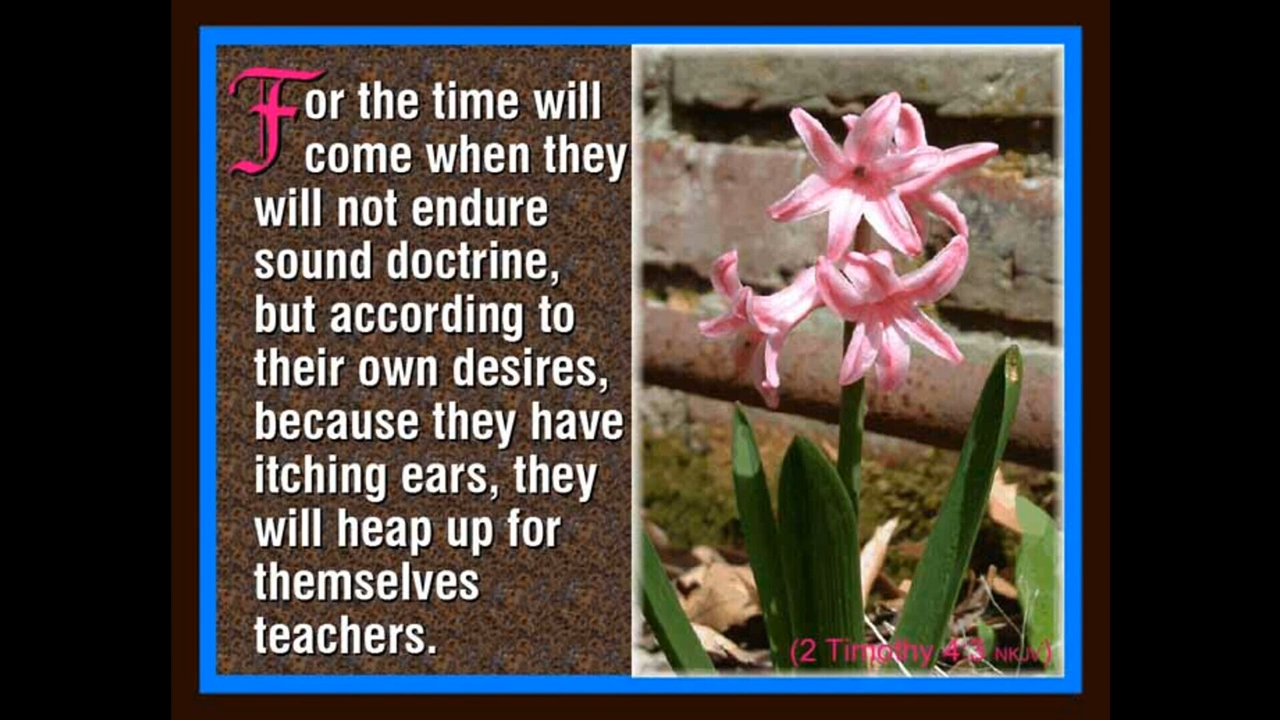 For the time will
come when they
will not endure
sound doctrine,
but according to
their own desires,
because they have
itching ears, they
will heap up for
themselves
teachers.
(2 Timothy 4:3 NKJV)